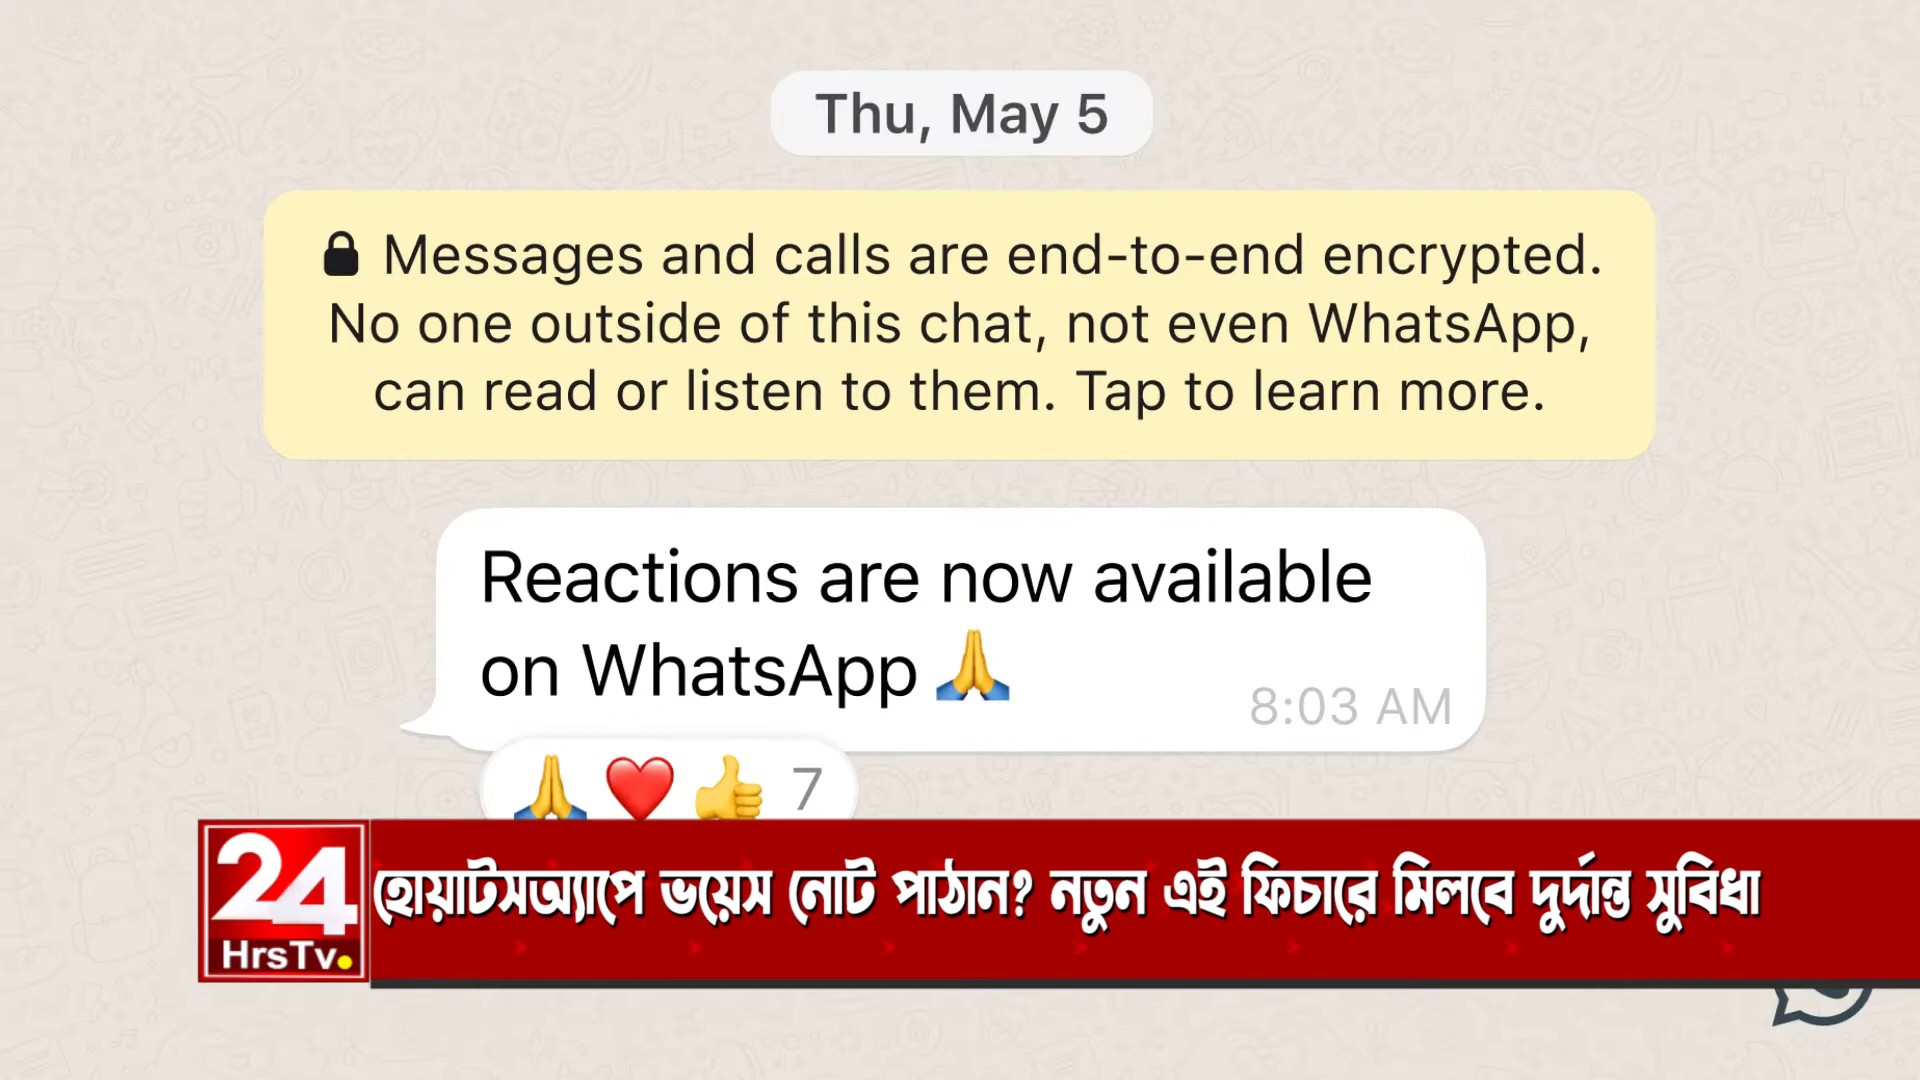 Thu, May 5
🔒 Messages and calls are end-to-end encrypted.
No one outside of this chat, not even WhatsApp,
can read or listen to them. Tap to learn more.
Reactions are now available
on WhatsApp 🙏
8:03 AM
🙏 ❤️ 👍 7
24
HrsTv.
হোয়াটসঅ্যাপে ভয়েস নোট পাঠান? নতুন এই ফিচারে মিলবে দুর্দান্ত সুবিধা